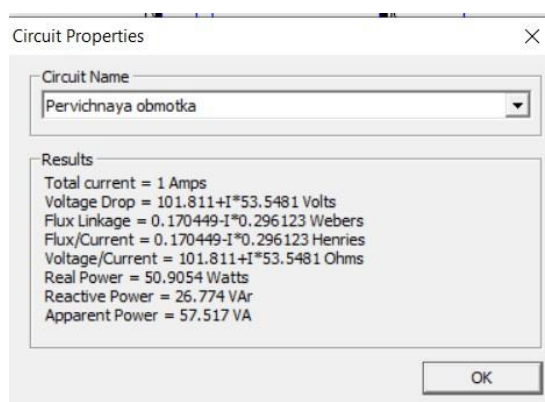 Circuit Properties
Circuit Name
Pervichnaya obmotka
Results
Total current = 1 Amps
Voltage Drop = 101.811+I*53.5481 Volts
Flux Linkage = 0.170449-I*0.296123 Webers
Flux/Current = 0.170449-I*0.296123 Henries
Voltage/Current = 101.811+I*53.5481 Ohms
Real Power = 50.9054 Watts
Reactive Power = 26.774 VAr
Apparent Power = 57.517 VA
OK